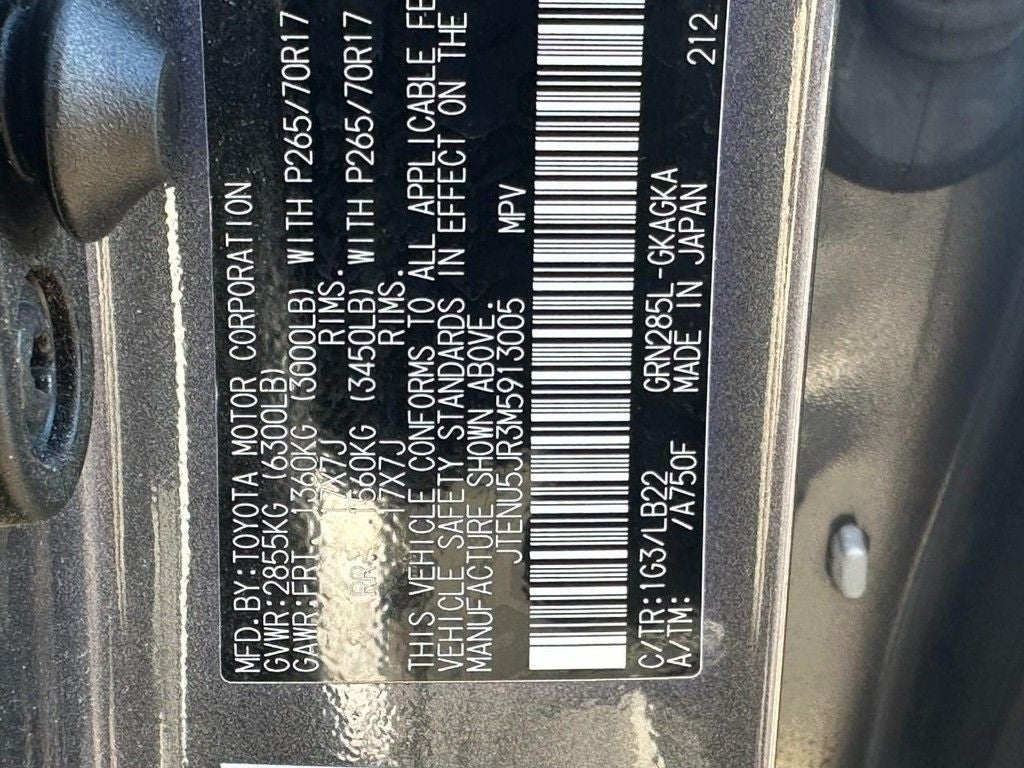 MFD.BY:TOYOTA MOTOR CORPORATION
GVWR:2855KG (6300LB)
GAWR:FRT. 1360KG (3000LB) WITH P265/70R17
17X7J RIMS.
RR. 1560KG (3450LB) WITH P265/70R17
17X7J RIMS.
THIS VEHICLE CONFORMS TO ALL APPLICABLE FE
VEHICLE SAFETY STANDARDS IN EFFECT ON THE
MANUFACTURE SHOWN ABOVE.
JTENU5JR3M5913005 MPV
C/TR:1G3/LB22 GRN285L-GKAGKA 212
A/TM: /A750F MADE IN JAPAN